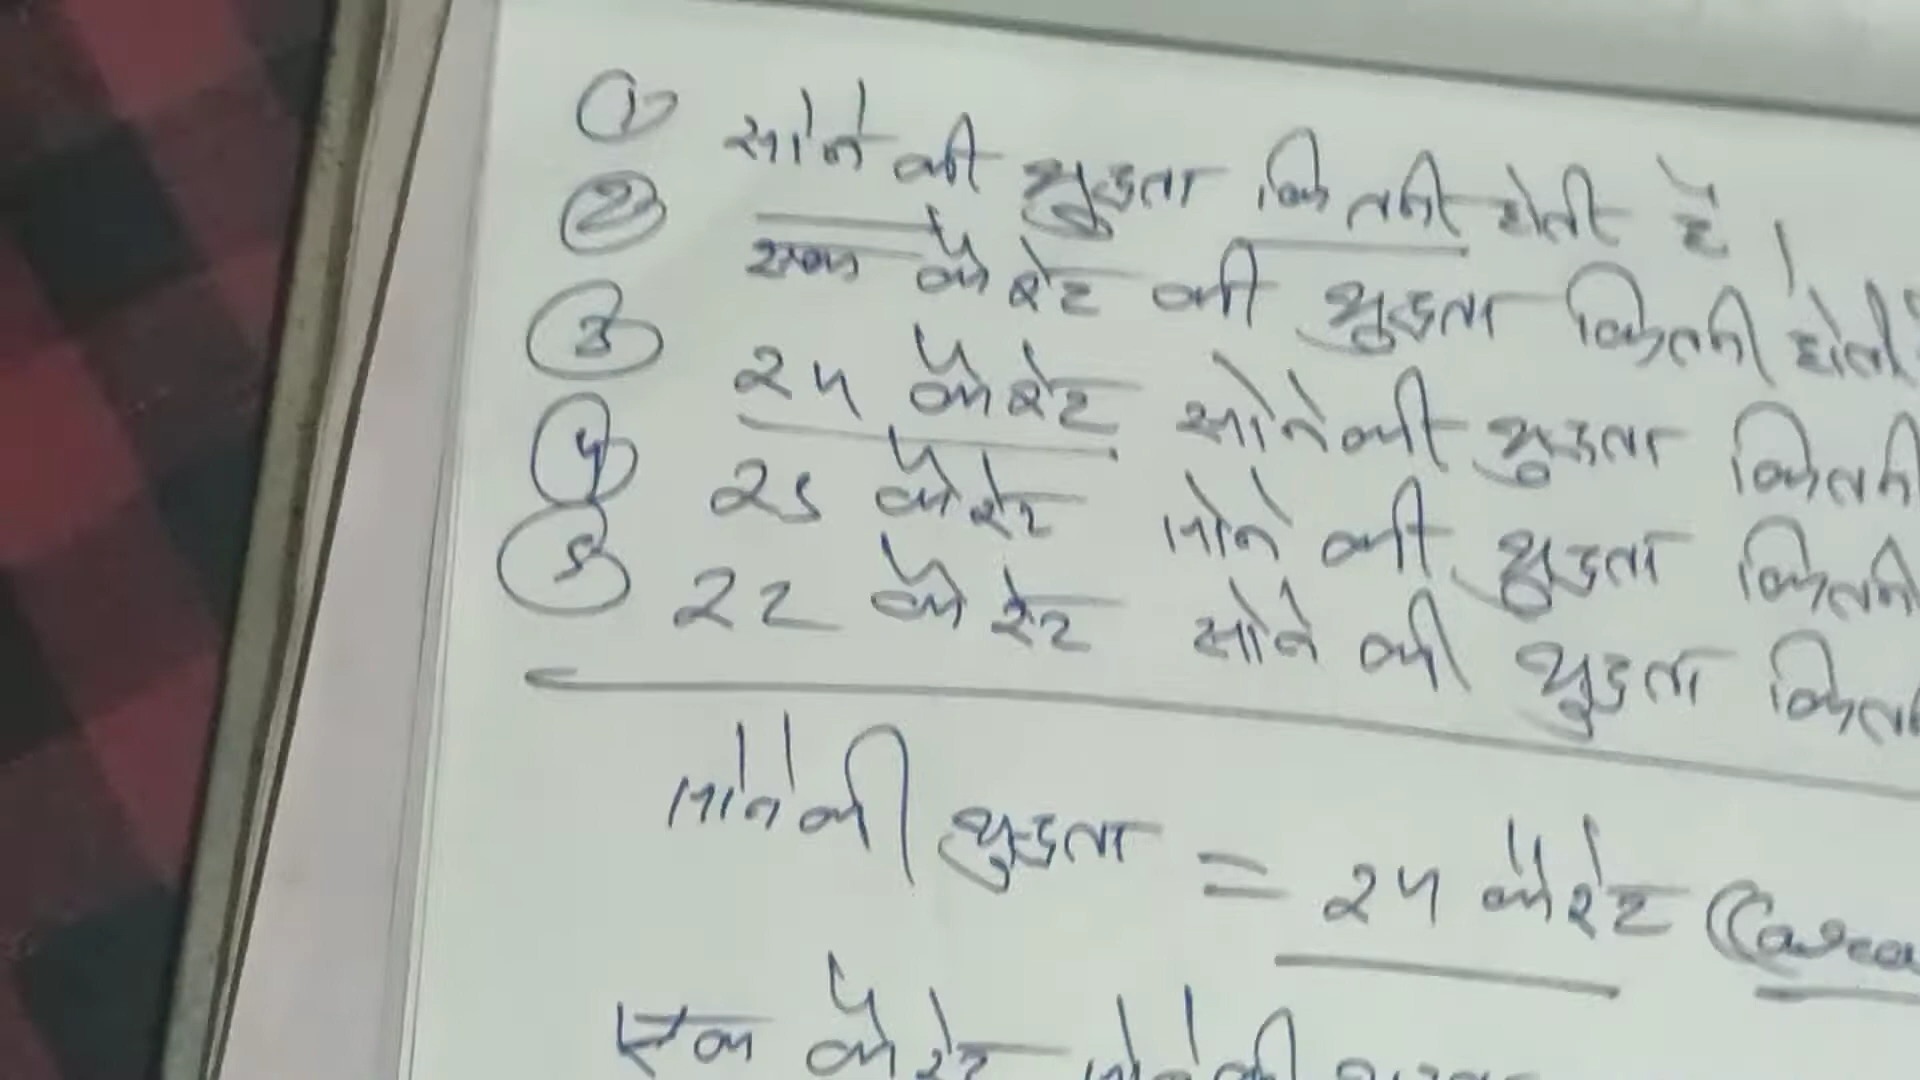 ① सोने की शुद्धता कितनी होती है ।
② एक कैरेट की शुद्धता कितनी होती
③ 24 कैरेट सोने की शुद्धता कितनी
④ 23 कैरेट सोने की शुद्धता कितनी
⑤ 22 कैरेट सोने की शुद्धता
सोने की शुद्धता = 24 कैरेट
एक कैरेट सोने की